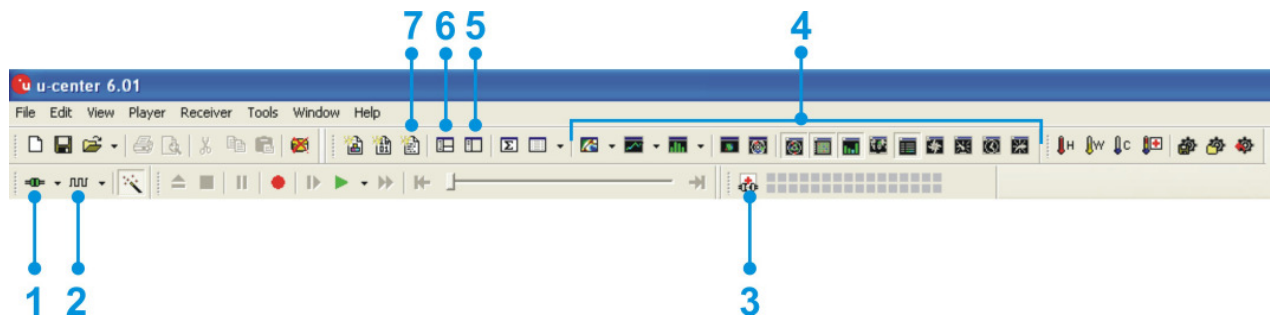 7 6 5 4
u u-center 6.01
File Edit View Player Receiver Tools Window Help
H W C
1 2 3